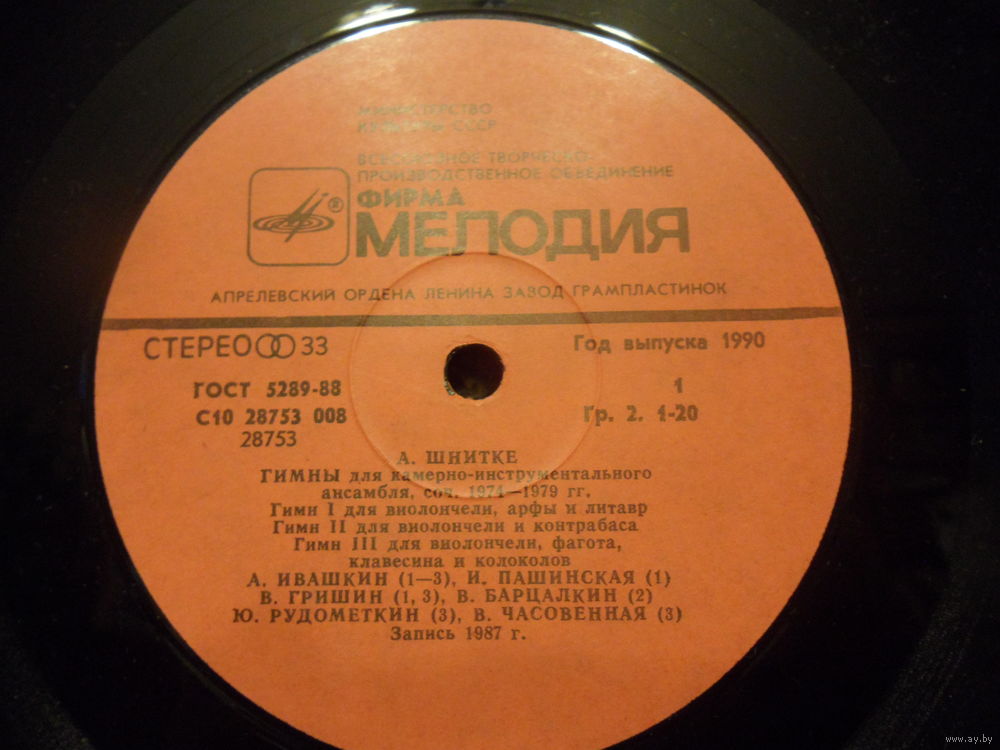 МИНИСТЕРСТВО
КУЛЬТУРЫ СССР
ВСЕСОЮЗНОЕ ТВОРЧЕСКО-
ПРОИЗВОДСТВЕННОЕ ОБЪЕДИНЕНИЕ
ФИРМА
® МЕЛОДИЯ
АПРЕЛЕВСКИЙ ОРДЕНА ЛЕНИНА ЗАВОД ГРАМПЛАСТИНОК
СТЕРЕО 33
Год выпуска 1990
ГОСТ 5289-88
1
С10 28753 008
Гр. 2. 1-20
28753
А. ШНИТКЕ
ГИМНЫ для камерно-инструментального
ансамбля, соч. 1974—1979 гг.
Гимн I для виолончели, арфы и литавр
Гимн II для виолончели и контрабаса
Гимн III для виолончели, фагота,
клавесина и колоколов
А. ИВАШКИН (1—3), И. ПАШИНСКАЯ (1)
В. ГРИШИН (1, 3), В. БАРЦАЛКИН (2)
Ю. РУДОМЕТКИН (3), В. ЧАСОВЕННАЯ (3)
Запись 1987 г.
www.ay.by